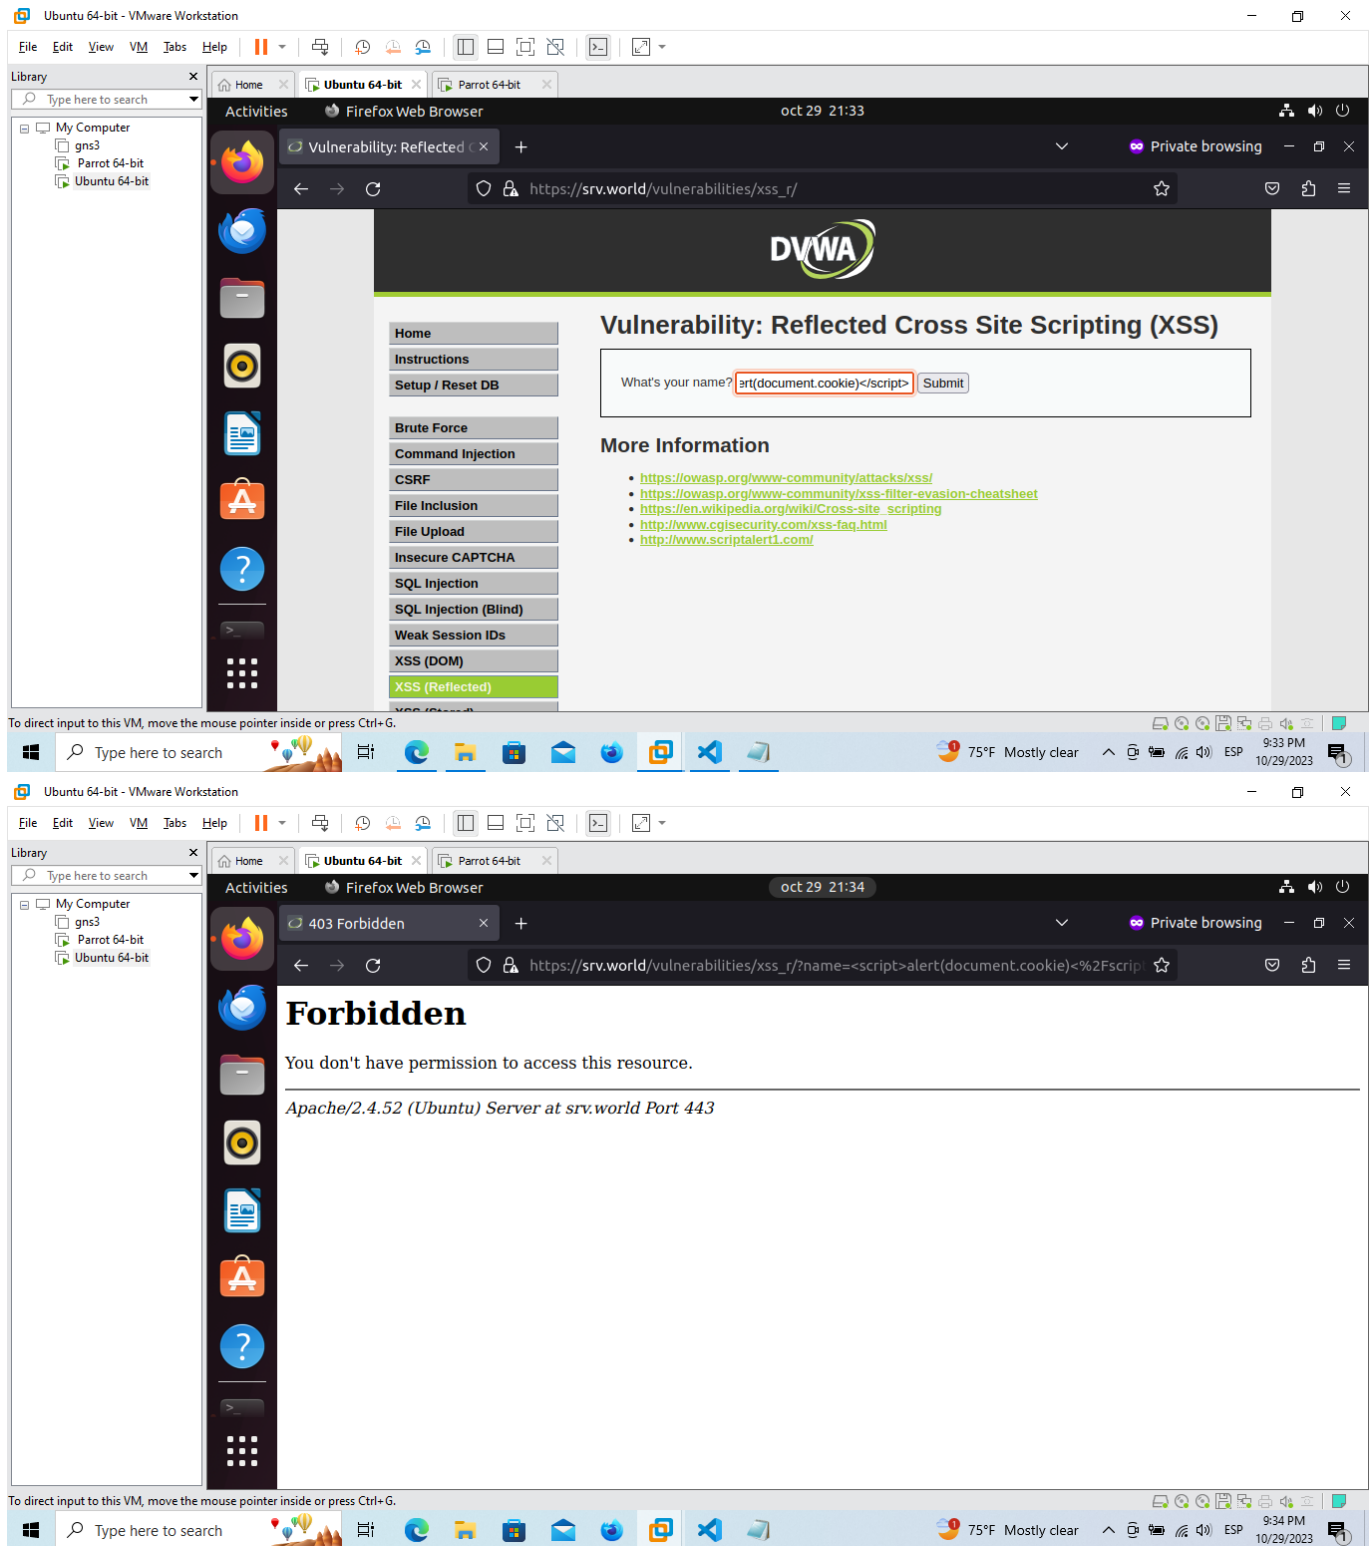 Ubuntu 64-bit - VMware Workstation
File Edit View VM Tabs Help
Library
Type here to search
My Computer
gns3
Parrot 64-bit
Ubuntu 64-bit
Home Ubuntu 64-bit Parrot 64-bit
Activities Firefox Web Browser oct 29 21:33
Vulnerability: Reflected Private browsing
https://srv.world/vulnerabilities/xss_r/
DVWA
Home
Instructions
Setup / Reset DB
Brute Force
Command Injection
CSRF
File Inclusion
File Upload
Insecure CAPTCHA
SQL Injection
SQL Injection (Blind)
Weak Session IDs
XSS (DOM)
XSS (Reflected)
XSS (Stored)
Vulnerability: Reflected Cross Site Scripting (XSS)
What's your name? ert(document.cookie)</script> Submit
More Information
https://owasp.org/www-community/attacks/xss/
https://owasp.org/www-community/xss-filter-evasion-cheatsheet
https://en.wikipedia.org/wiki/Cross-site_scripting
http://www.cgisecurity.com/xss-faq.html
http://www.scriptalert1.com/
To direct input to this VM, move the mouse pointer inside or press Ctrl+G.
Type here to search 1 75°F Mostly clear ESP 9:33 PM
10/29/2023 1
Ubuntu 64-bit - VMware Workstation
File Edit View VM Tabs Help
Library
Type here to search
My Computer
gns3
Parrot 64-bit
Ubuntu 64-bit
Home Ubuntu 64-bit Parrot 64-bit
Activities Firefox Web Browser oct 29 21:34
403 Forbidden Private browsing
https://srv.world/vulnerabilities/xss_r/?name=<script>alert(document.cookie)<%2Fscrip
Forbidden
You don't have permission to access this resource.
Apache/2.4.52 (Ubuntu) Server at srv.world Port 443
To direct input to this VM, move the mouse pointer inside or press Ctrl+G.
Type here to search 1 75°F Mostly clear ESP 9:34 PM
10/29/2023 1